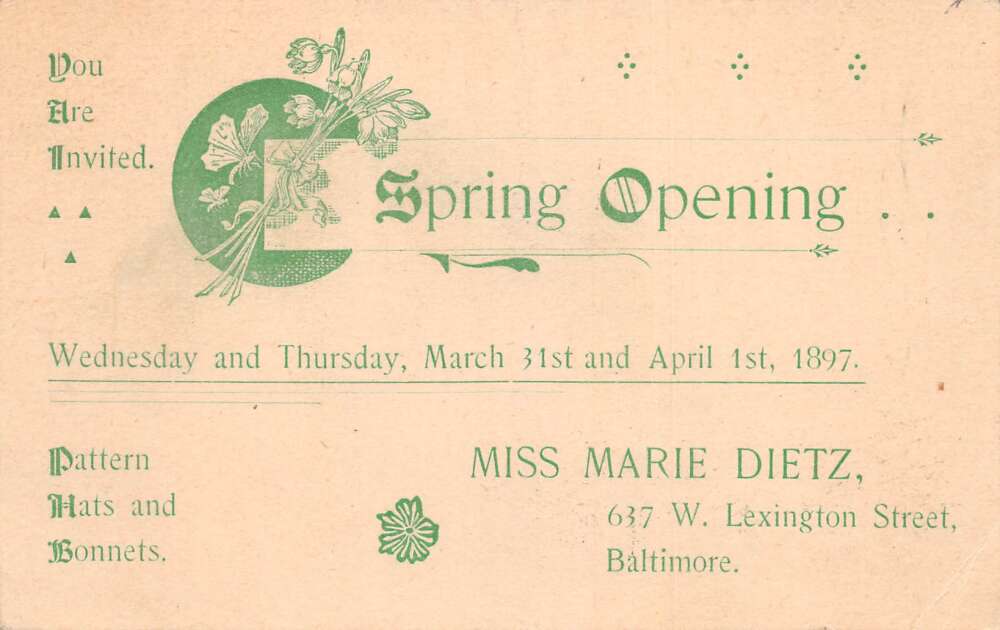 You
Are
Invited.
Spring Opening . .
Wednesday and Thursday, March 31st and April 1st, 1897.
Pattern
Hats and
Bonnets.
MISS MARIE DIETZ,
637 W. Lexington Street,
Baltimore.